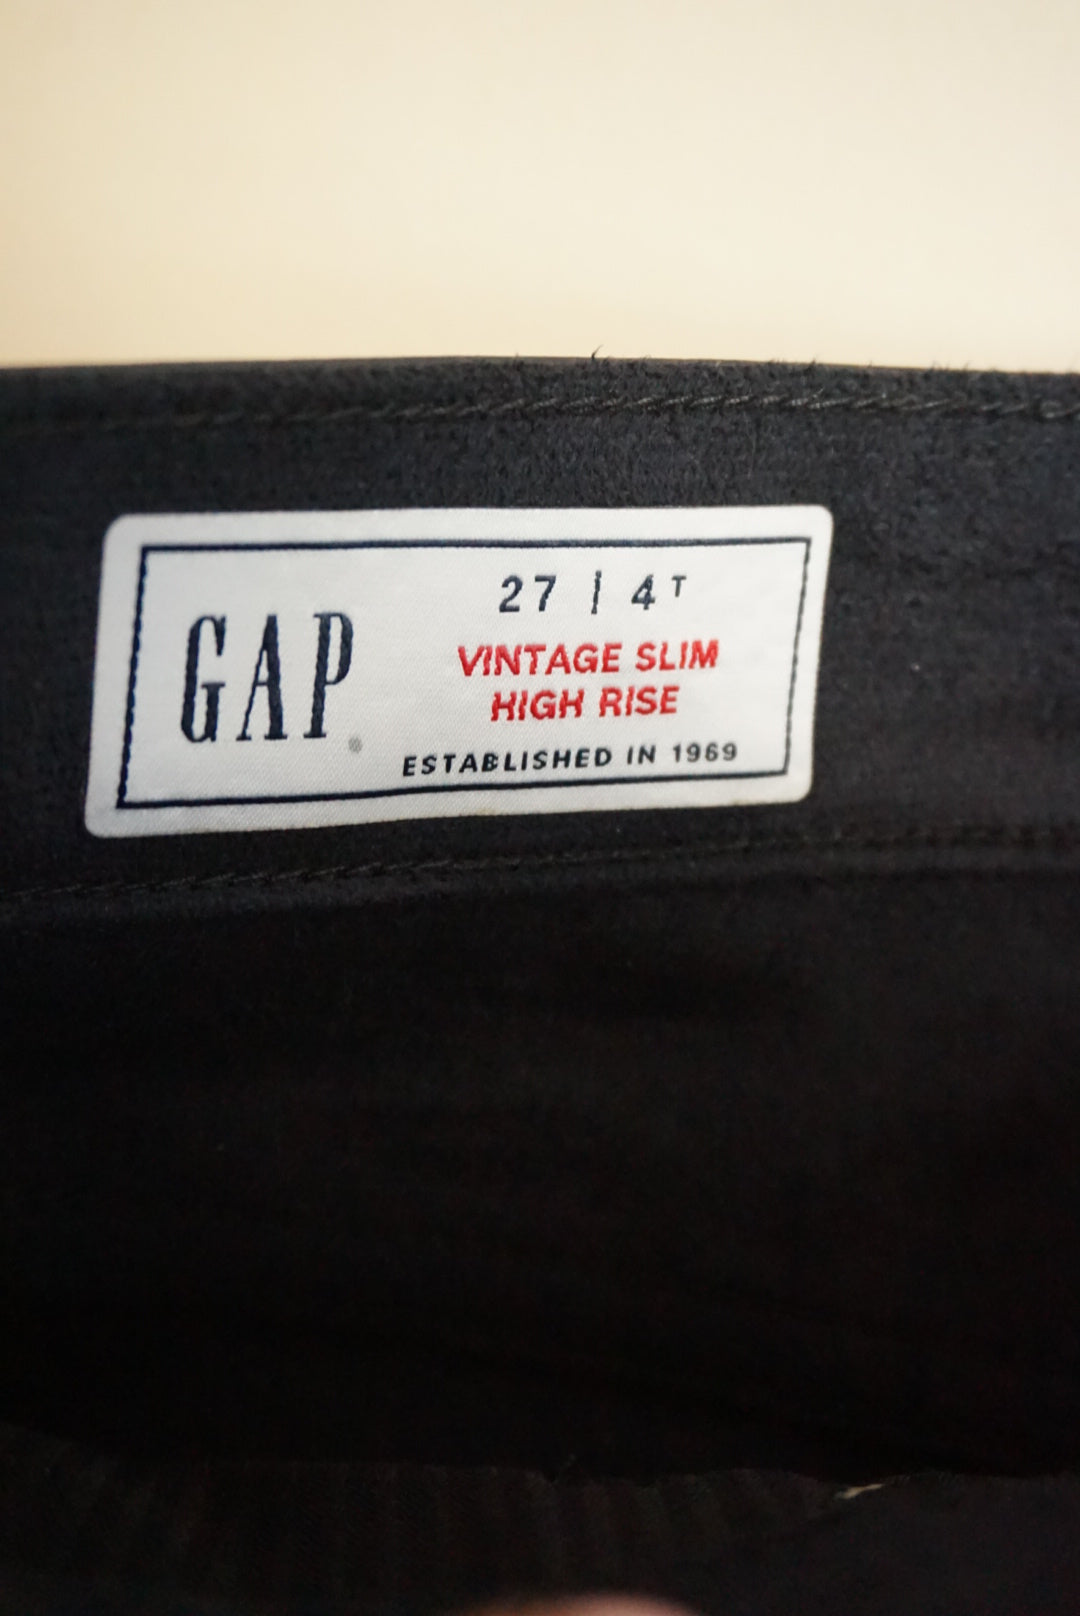 GAP
27 | 4T
VINTAGE SLIM
HIGH RISE
ESTABLISHED IN 1969